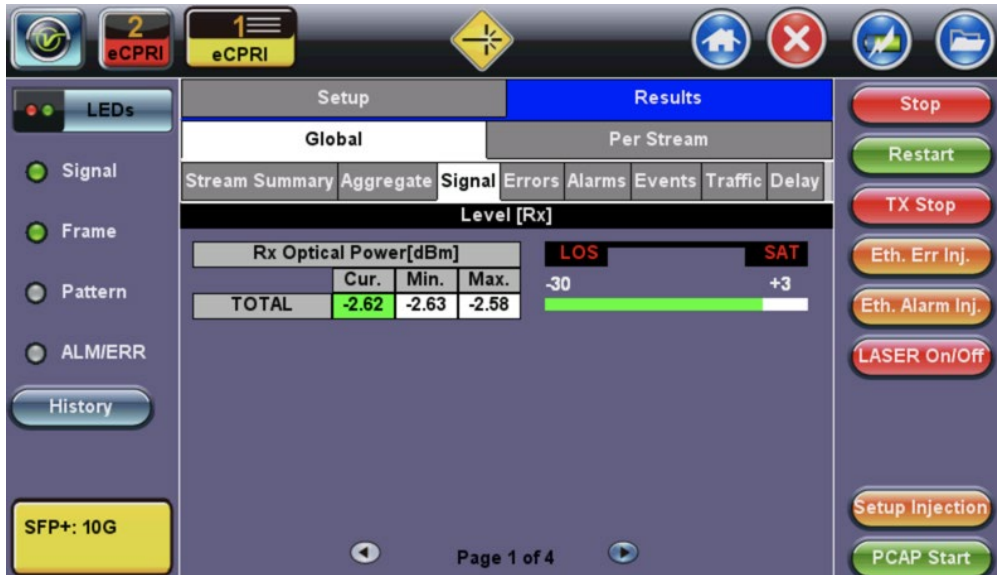 2 eCPRI
1 eCPRI
LEDs
Signal
Frame
Pattern
ALM/ERR
History
SFP+: 10G
Setup Results
Global Per Stream
Stream Summary Aggregate Signal Errors Alarms Events Traffic Delay
Level [Rx]
Rx Optical Power[dBm]
Cur. Min. Max.
TOTAL -2.62 -2.63 -2.58
LOS SAT
-30 +3
Page 1 of 4
Stop
Restart
TX Stop
Eth. Err Inj.
Eth. Alarm Inj.
LASER On/Off
Setup Injection
PCAP Start